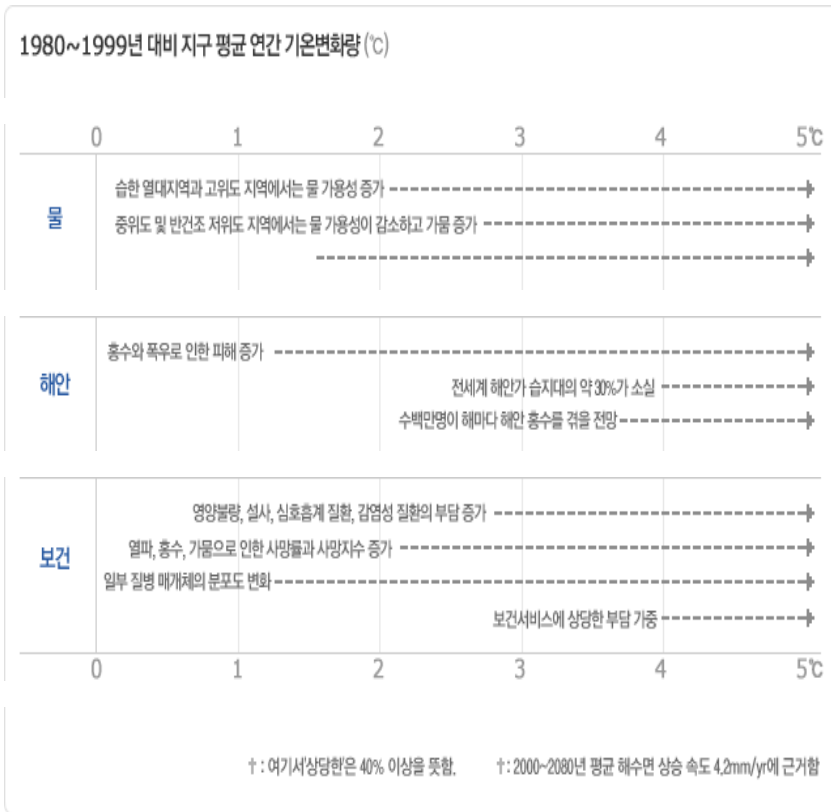 1980~1999년 대비 지구 평균 연간 기온변화량 (℃)
0 1 2 3 4 5℃
물
습한 열대지역과 고위도 지역에서는 물 가용성 증가
중위도 및 반건조 저위도 지역에서는 물 가용성이 감소하고 가뭄 증가
해안
홍수와 폭우로 인한 피해 증가
전세계 해안가 습지대의 약 30%가 소실
수백만명이 해마다 해안 홍수를 겪을 전망
보건
영양불량, 설사, 심호흡계 질환, 감염성 질환의 부담 증가
열파, 홍수, 가뭄으로 인한 사망률과 사망지수 증가
일부 질병 매개체의 분포도 변화
보건서비스에 상당한 부담 가중
0 1 2 3 4 5℃
† : 여기서'상당한'은 40% 이상을 뜻함. †: 2000~2080년 평균 해수면 상승 속도 4.2mm/yr에 근거함